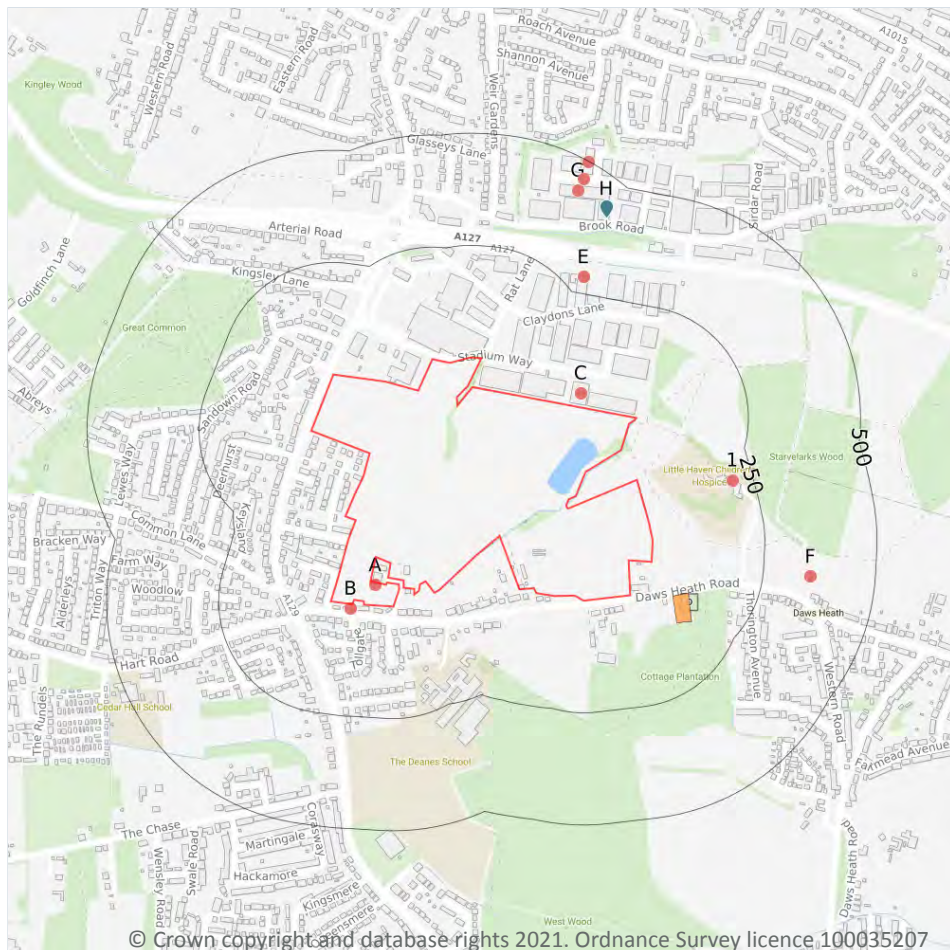 Roach Avenue
A1015
Shannon Avenue
Eastern Road
Western Road
Weir Gardens
Kingley Wood
Glasseys Lane
G
H
Sirdar Road
Brook Road
Arterial Road
A127
A127
E
Goldfinch Lane
Kingsley Lane
Rat Lane
Claydons Lane
Great Common
Stadium Way
C
Abreys
Sandown Road
500
250
1
Little Haven Children's
Hospice
Starvelarks Wood
Deerhurst
Lewes Way
Keysland
Common Lane
Bracken Way
Farm Way
Woodlow
Alderleys
Triton Way
A
B
F
A129
Daws Heath Road
Daws Heath
Thorington Avenue
Hart Road
Tillgate
Cottage Plantation
Western Road
The Rundels
Cedar Hall School
The Deanes School
The Chase
Corasway
Martingale
Swale Road
Wensley Road
Hackamore
Kingsmere
West Wood
Daws Heath Road
© Crown copyright and database rights 2021. Ordnance Survey licence 100035207